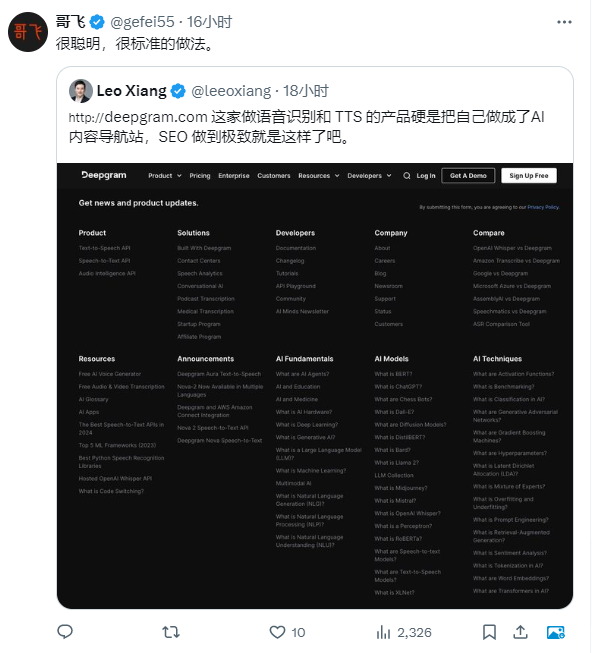 哥飞 @gefei55 · 16小时
很聪明，很标准的做法。
Leo Xiang @leeoxiang · 18小时
http://deepgram.com 这家做语音识别和 TTS 的产品硬是把自己做成了AI
内容导航站，SEO 做到极致就是这样了吧。
Deepgram Product Pricing Enterprise Customers Resources Developers Log In Get A Demo Sign Up Free
Get news and product updates.
By submitting this form, you are agreeing to our Privacy Policy.
Product
Text-to-Speech API
Speech-to-Text API
Audio Intelligence API
Solutions
Built With Deepgram
Contact Centers
Speech Analytics
Conversational AI
Podcast Transcription
Medical Transcription
Startup Program
Affiliate Program
Developers
Documentation
Changelog
Tutorials
API Playground
Community
AI Minds Newsletter
Company
About
Careers
Blog
Newsroom
Support
Status
Customers
Compare
OpenAI Whisper vs Deepgram
Amazon Transcribe vs Deepgram
Google vs Deepgram
Microsoft Azure vs Deepgram
AssemblyAI vs Deepgram
Speechmatics vs Deepgram
ASR Comparison Tool
Resources
Free AI Voice Generator
Free Audio & Video Transcription
AI Glossary
AI Apps
The Best Speech-to-Text APIs in
2024
Top 5 ML Frameworks (2023)
Best Python Speech Recognition
Libraries
Hosted OpenAI Whisper API
What is Code Switching?
Announcements
Deepgram Aura Text-to-Speech
Nova-2 Now Available in Multiple
Languages
Deepgram and AWS Amazon
Connect Integration
Nova 2 Speech-to-Text API
Deepgram Nova Speech-to-Text
AI Fundamentals
What are AI Agents?
AI and Education
AI and Medicine
What is AI Hardware?
What is Deep Learning?
What is Generative AI?
What is a Large Language Model
(LLM)?
What is Machine Learning?
Multimodal AI
What is Natural Language
Generation (NLG)?
What is Natural Language
Processing (NLP)?
What is Natural Language
Understanding (NLU)?
AI Models
What is BERT?
What is ChatGPT?
What are Chess Bots?
What is Dall-E?
What are Diffusion Models?
What is DistilBERT?
What is Bard?
What is Llama 2?
LLM Collection
What is Midjourney?
What is Mistral?
What is OpenAI Whisper?
What is a Perceptron?
What is RoBERTa?
What are Speech-to-text
Models?
What are Text-to-Speech
Models?
What is XLNet?
AI Techniques
What are Activation Functions?
What is Benchmarking?
What is Classification in AI?
What are Generative Adversarial
Networks?
What are Gradient Boosting
Machines?
What are Hyperparameters?
What is Latent Dirichlet
Allocation (LDA)?
What is Mixture of Experts?
What is Overfitting and
Underfitting?
What is Prompt Engineering?
What is Retrieval-Augmented
Generation?
What is Sentiment Analysis?
What is Tokenization in AI?
What are Word Embeddings?
What are Transformers in AI?
10 2,326